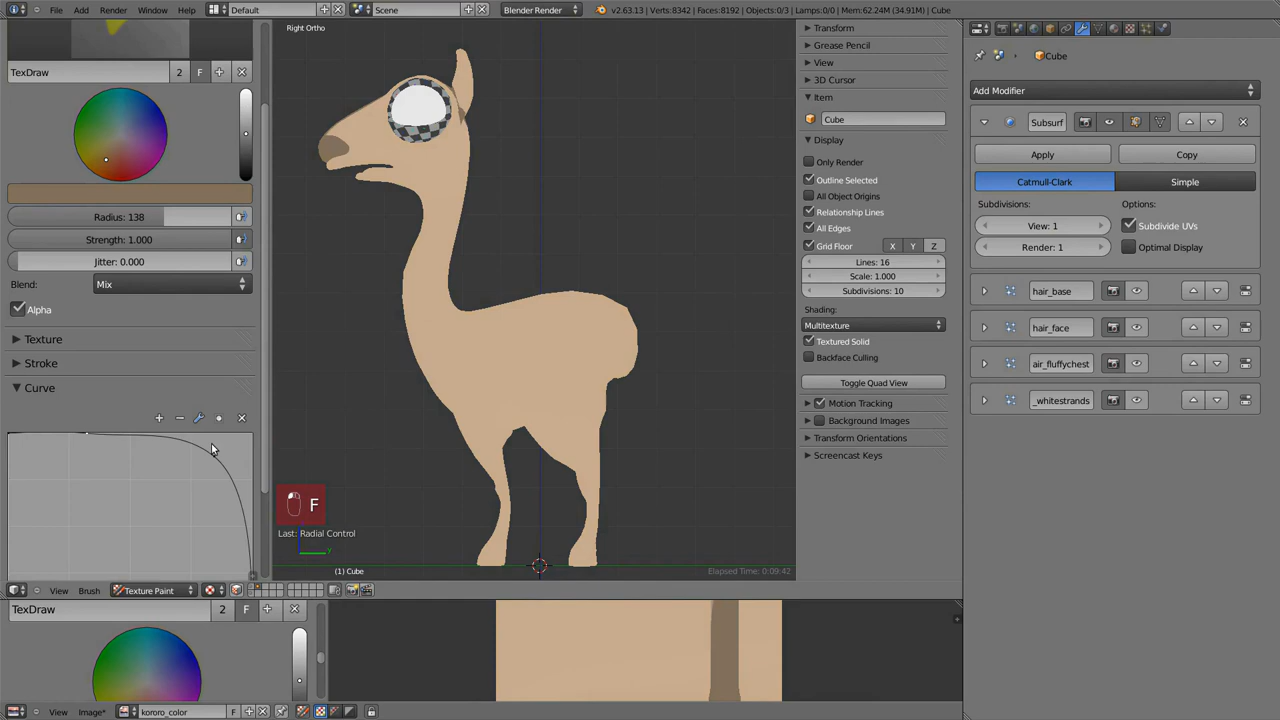 File Add Render Window Help Default Scene Blender Render v2.63.13 | Verts:8342 | Faces:8192 | Objects:0/3 | Lamps:0/0 | Mem:62.24M (34.91M) | Cube
Right Ortho
TexDraw 2 F
Radius: 138
Strength: 1.000
Jitter: 0.000
Blend: Mix
Alpha
Texture
Stroke
Curve
F
Last: Radial Control
y
(1) Cube
Elapsed Time: 0:09:42
View Brush Texture Paint
Transform
Grease Pencil
View
3D Cursor
Item
Cube
Display
Only Render
Outline Selected
All Object Origins
Relationship Lines
All Edges
Grid Floor X Y Z
Lines: 16
Scale: 1.000
Subdivisions: 10
Shading:
Multitexture
Textured Solid
Backface Culling
Toggle Quad View
Motion Tracking
Background Images
Transform Orientations
Screencast Keys
Cube
Add Modifier
Subsurf
Apply Copy
Catmull-Clark Simple
Subdivisions: Options:
View: 1 Subdivide UVs
Render: 1 Optimal Display
hair_base
hair_face
air_fluffychest
_whitestrands
TexDraw 2 F
View Image* kororo_color F